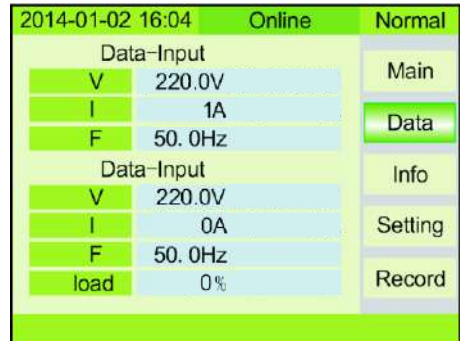 2014-01-02 16:04 Online Normal
Data-Input
V 220.0V
I 1A
F 50.0Hz
Data-Input
V 220.0V
I 0A
F 50.0Hz
load 0%
Main
Data
Info
Setting
Record